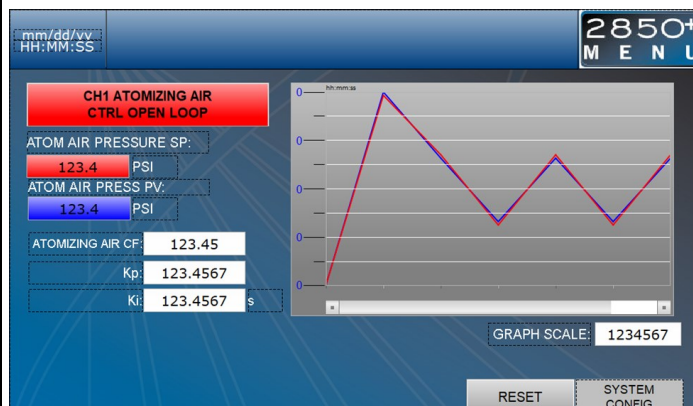 mm/dd/yy
HH:MM:SS
2850+
MENU
CH1 ATOMIZING AIR
CTRL OPEN LOOP
ATOM AIR PRESSURE SP:
123.4 PSI
ATOM AIR PRESS PV:
123.4 PSI
ATOMIZING AIR CF: 123.45
Kp: 123.4567
Ki: 123.4567 s
hh:mm:ss
0
0
0
0
0
GRAPH SCALE: 1234567
RESET
SYSTEM
CONFIG